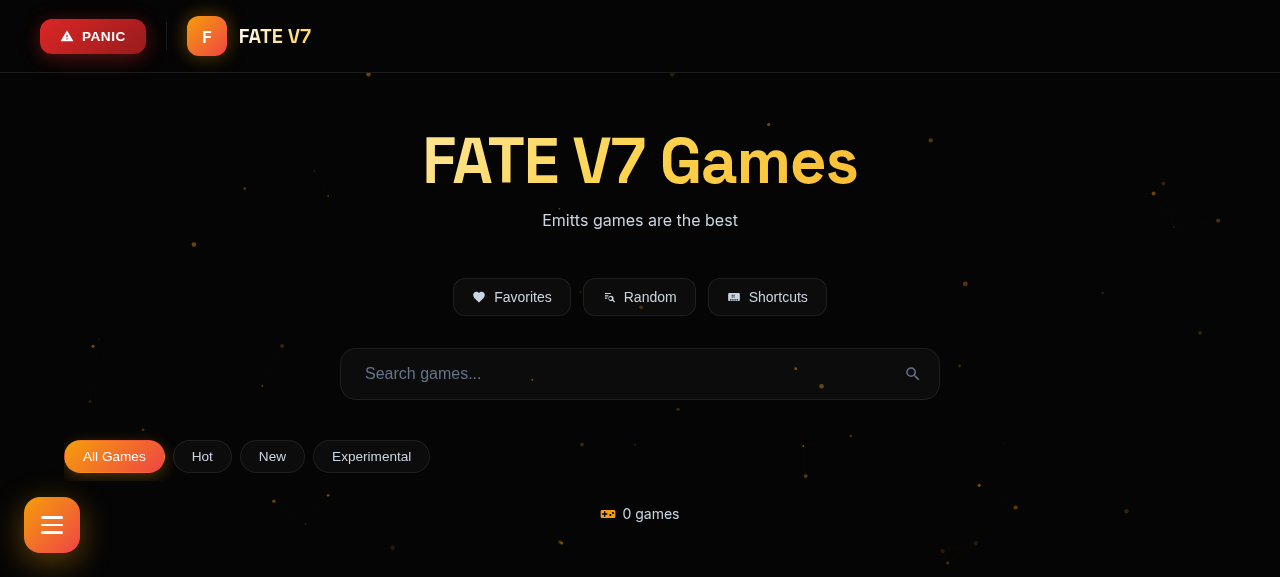 PANIC
F
FATE V7
FATE V7 Games
Emitts games are the best
Favorites
Random
Shortcuts
Search games...
All Games
Hot
New
Experimental
0 games